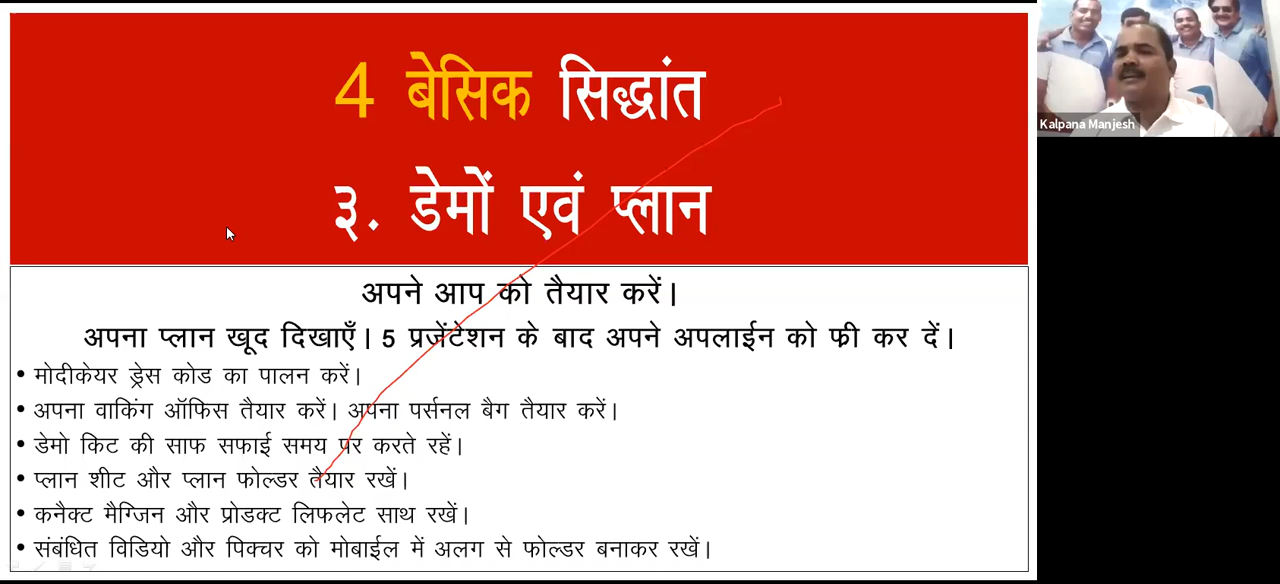 4 बेसिक सिद्धांत
३. डेमों एवं प्लान
अपने आप को तैयार करें।
अपना प्लान खूद दिखाएँ। 5 प्रजेंटेशन के बाद अपने अपलाईन को फ्री कर दें।
• मोदीकेयर ड्रेस कोड का पालन करें।
• अपना वाकिंग ऑफिस तैयार करें। अपना पर्सनल बैग तैयार करें।
• डेमो किट की साफ सफाई समय पर करते रहें।
• प्लान शीट और प्लान फोल्डर तैयार रखें।
• कनैक्ट मैग्जिन और प्रोडक्ट लिफलेट साथ रखें।
• संबंधित विडियो और पिक्चर को मोबाईल में अलग से फोल्डर बनाकर रखें।
Kalpana Manjesh